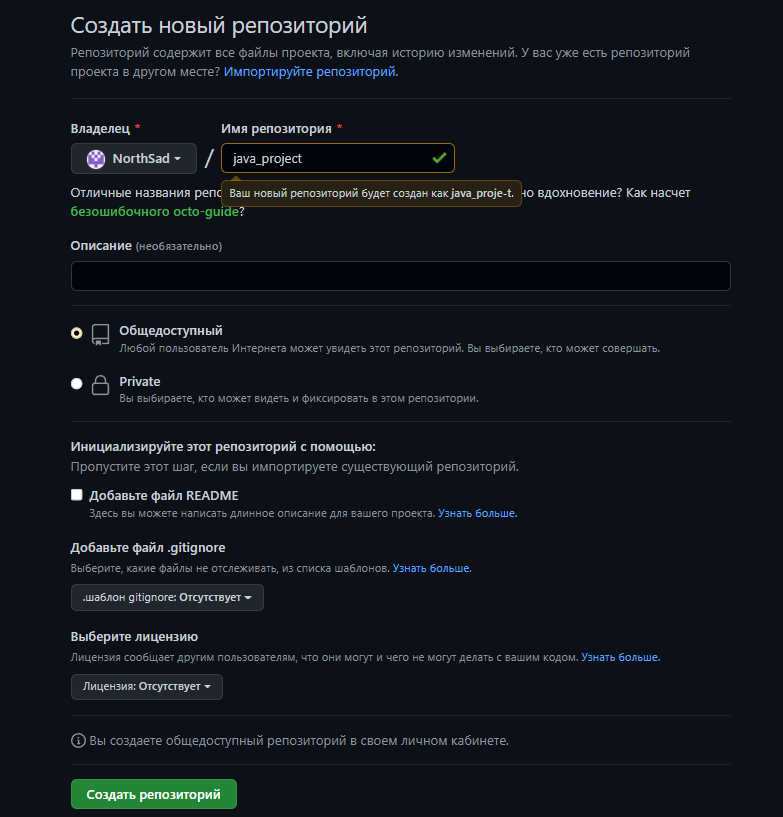 Создать новый репозиторий
Репозиторий содержит все файлы проекта, включая историю изменений. У вас уже есть репозиторий
проекта в другом месте? Импортируйте репозиторий.
Владелец * Имя репозитория *
NorthSad / java_project
Отличные названия репо
Ваш новый репозиторий будет создан как java_proje-t.
но вдохновение? Как насчет
безошибочного octo-guide?
Описание (необязательно)
Общедоступный
Любой пользователь Интернета может увидеть этот репозиторий. Вы выбираете, кто может совершать.
Private
Вы выбираете, кто может видеть и фиксировать в этом репозитории.
Инициализируйте этот репозиторий с помощью:
Пропустите этот шаг, если вы импортируете существующий репозиторий.
Добавьте файл README
Здесь вы можете написать длинное описание для вашего проекта. Узнать больше.
Добавьте файл .gitignore
Выберите, какие файлы не отслеживать, из списка шаблонов. Узнать больше.
.шаблон gitignore: Отсутствует
Выберите лицензию
Лицензия сообщает другим пользователям, что они могут и чего не могут делать с вашим кодом. Узнать больше.
Лицензия: Отсутствует
Вы создаете общедоступный репозиторий в своем личном кабинете.
Создать репозиторий